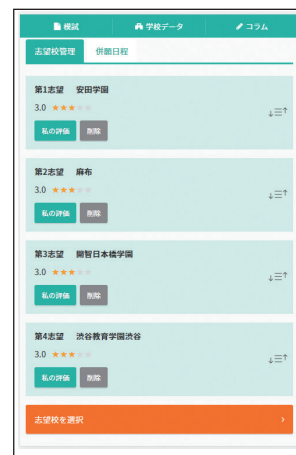 模試 学校データ コラム
志望校管理 併願日程
第1志望 安田学園
3.0 ★★★★★
私の評価 削除
第2志望 麻布
3.0 ★★★★★
私の評価 削除
第3志望 開智日本橋学園
3.0 ★★★★★
私の評価 削除
第4志望 渋谷教育学園渋谷
3.0 ★★★★★
私の評価 削除
志望校を選択 >